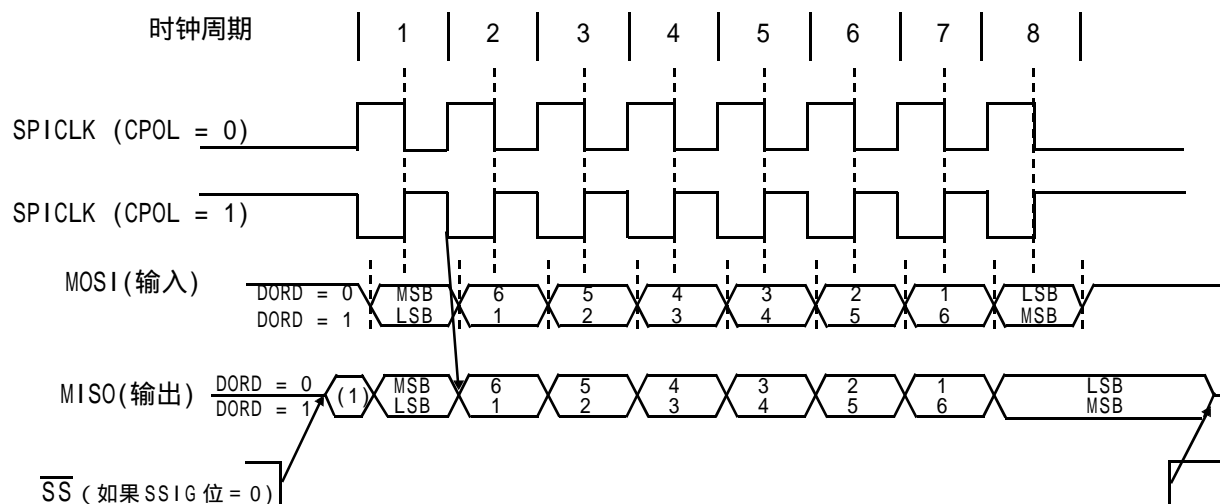 时钟周期 1 2 3 4 5 6 7 8
SPICLK (CPOL = 0)
SPICLK (CPOL = 1)
MOSI(输入)
DORD = 0 MSB 6 5 4 3 2 1 LSB
DORD = 1 LSB 1 2 3 4 5 6 MSB
MISO(输出)
DORD = 0 (1) MSB 6 5 4 3 2 1 LSB
DORD = 1 LSB 1 2 3 4 5 6 MSB
SS (如果SSIG位=0)